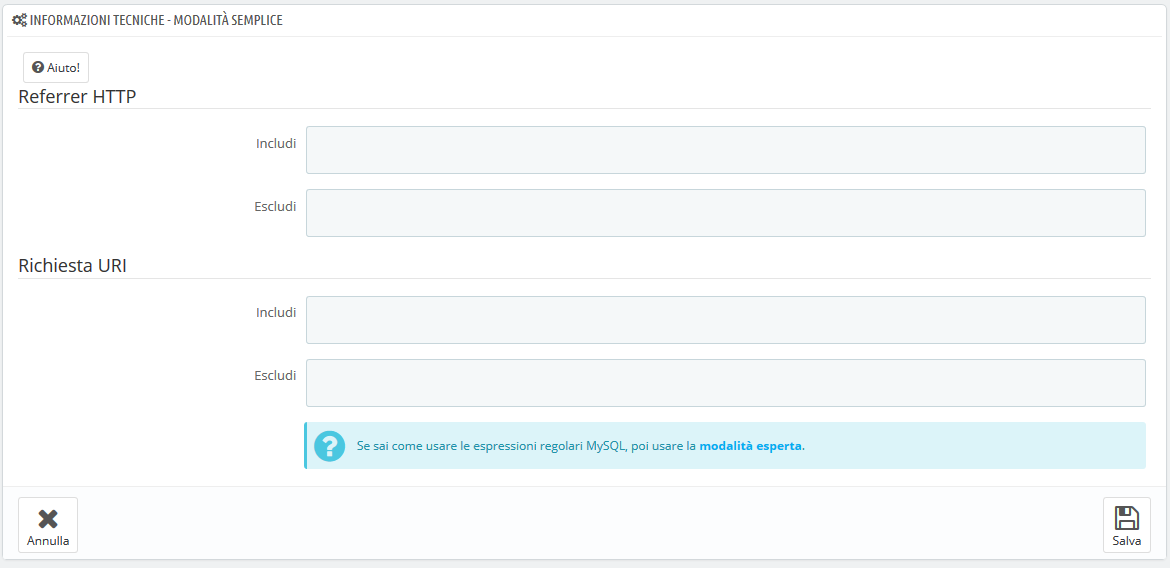 INFORMAZIONI TECNICHE - MODALITÀ SEMPLICE
Aiuto!
Referrer HTTP
Includi
Escludi
Richiesta URI
Includi
Escludi
Se sai come usare le espressioni regolari MySQL, poi usare la modalità esperta.
Annulla
Salva